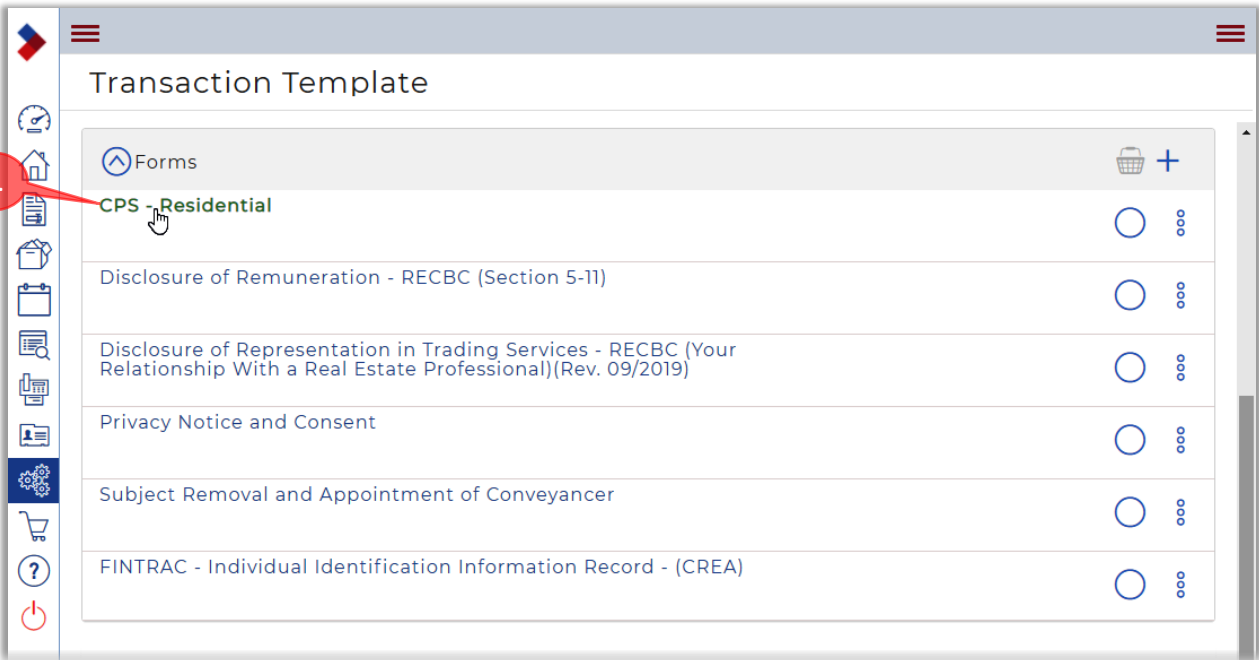 Transaction Template
Forms
CPS - Residential
Disclosure of Remuneration - RECBC (Section 5-11)
Disclosure of Representation in Trading Services - RECBC (Your
Relationship With a Real Estate Professional)(Rev. 09/2019)
Privacy Notice and Consent
Subject Removal and Appointment of Conveyancer
FINTRAC - Individual Identification Information Record - (CREA)
?